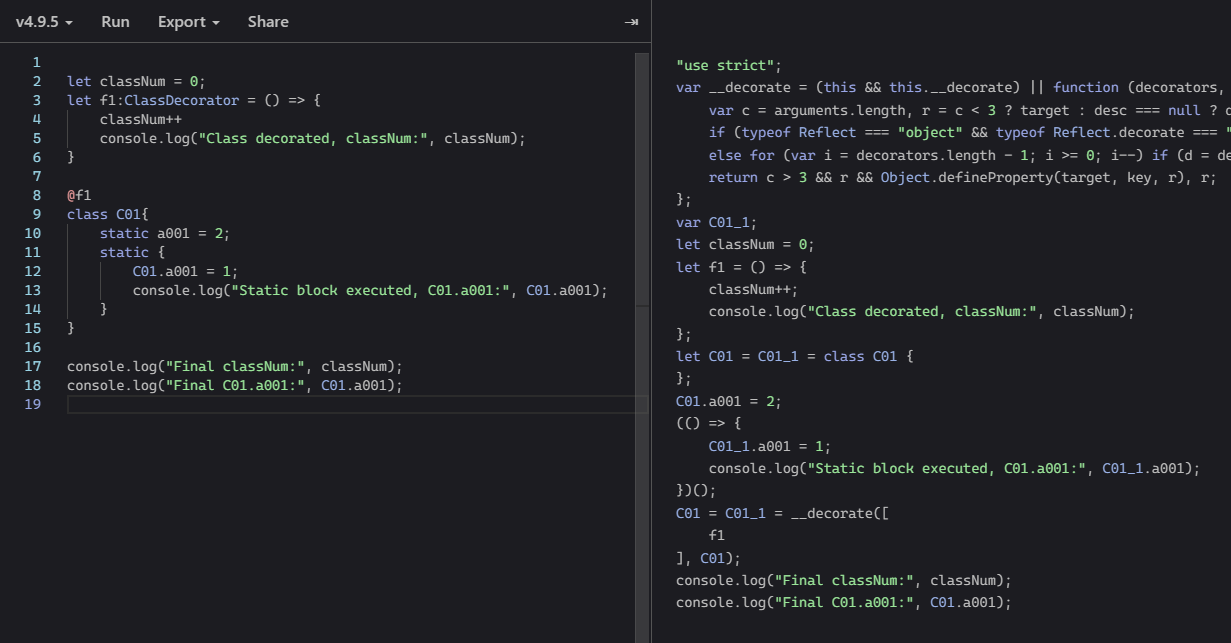 v4.9.5 Run Export Share
1
2 let classNum = 0;
3 let f1:ClassDecorator = () => {
4 classNum++
5 console.log("Class decorated, classNum:", classNum);
6 }
7
8 @f1
9 class C01{
10 static a001 = 2;
11 static {
12 C01.a001 = 1;
13 console.log("Static block executed, C01.a001:", C01.a001);
14 }
15 }
16
17 console.log("Final classNum:", classNum);
18 console.log("Final C01.a001:", C01.a001);
19
"use strict";
var __decorate = (this && this.__decorate) || function (decorators,
var c = arguments.length, r = c < 3 ? target : desc === null ?
if (typeof Reflect === "object" && typeof Reflect.decorate === "
else for (var i = decorators.length - 1; i >= 0; i--) if (d = de
return c > 3 && r && Object.defineProperty(target, key, r), r;
};
var C01_1;
let classNum = 0;
let f1 = () => {
classNum++;
console.log("Class decorated, classNum:", classNum);
};
let C01 = C01_1 = class C01 {
};
C01.a001 = 2;
(() => {
C01_1.a001 = 1;
console.log("Static block executed, C01.a001:", C01_1.a001);
})();
C01 = C01_1 = __decorate([
f1
], C01);
console.log("Final classNum:", classNum);
console.log("Final C01.a001:", C01.a001);